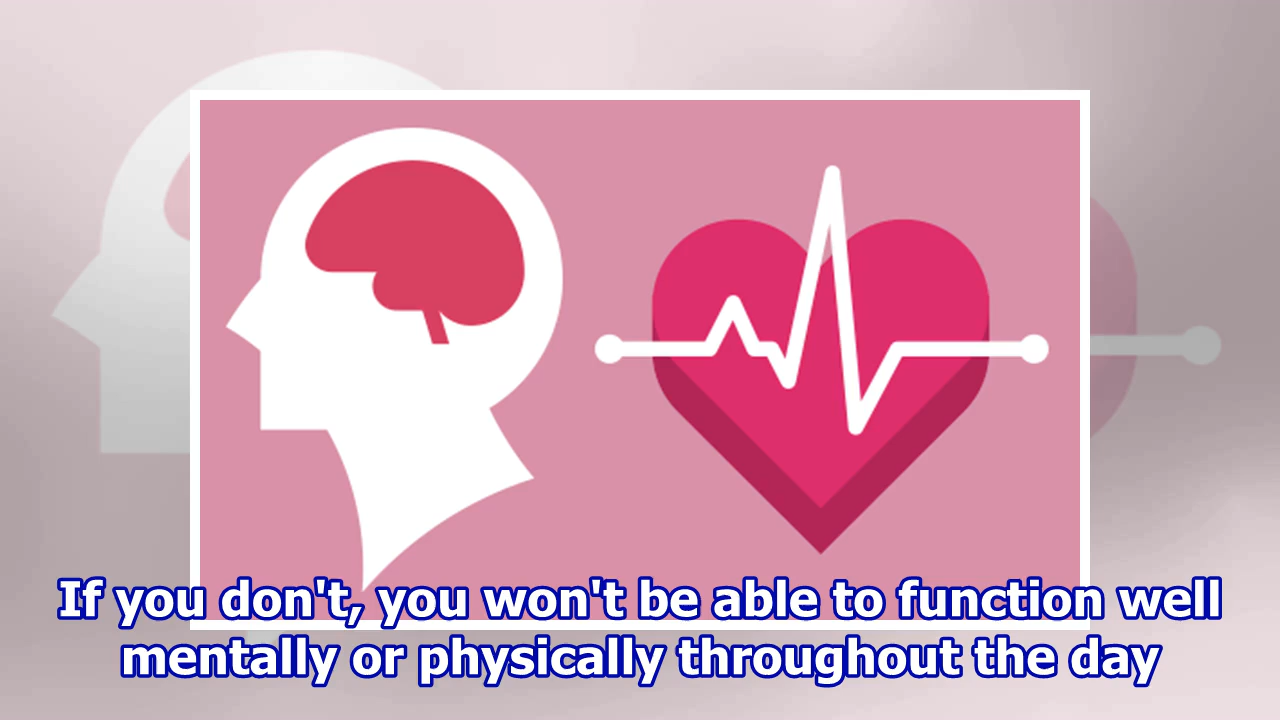 If you don't, you won't be able to function well
mentally or physically throughout the day